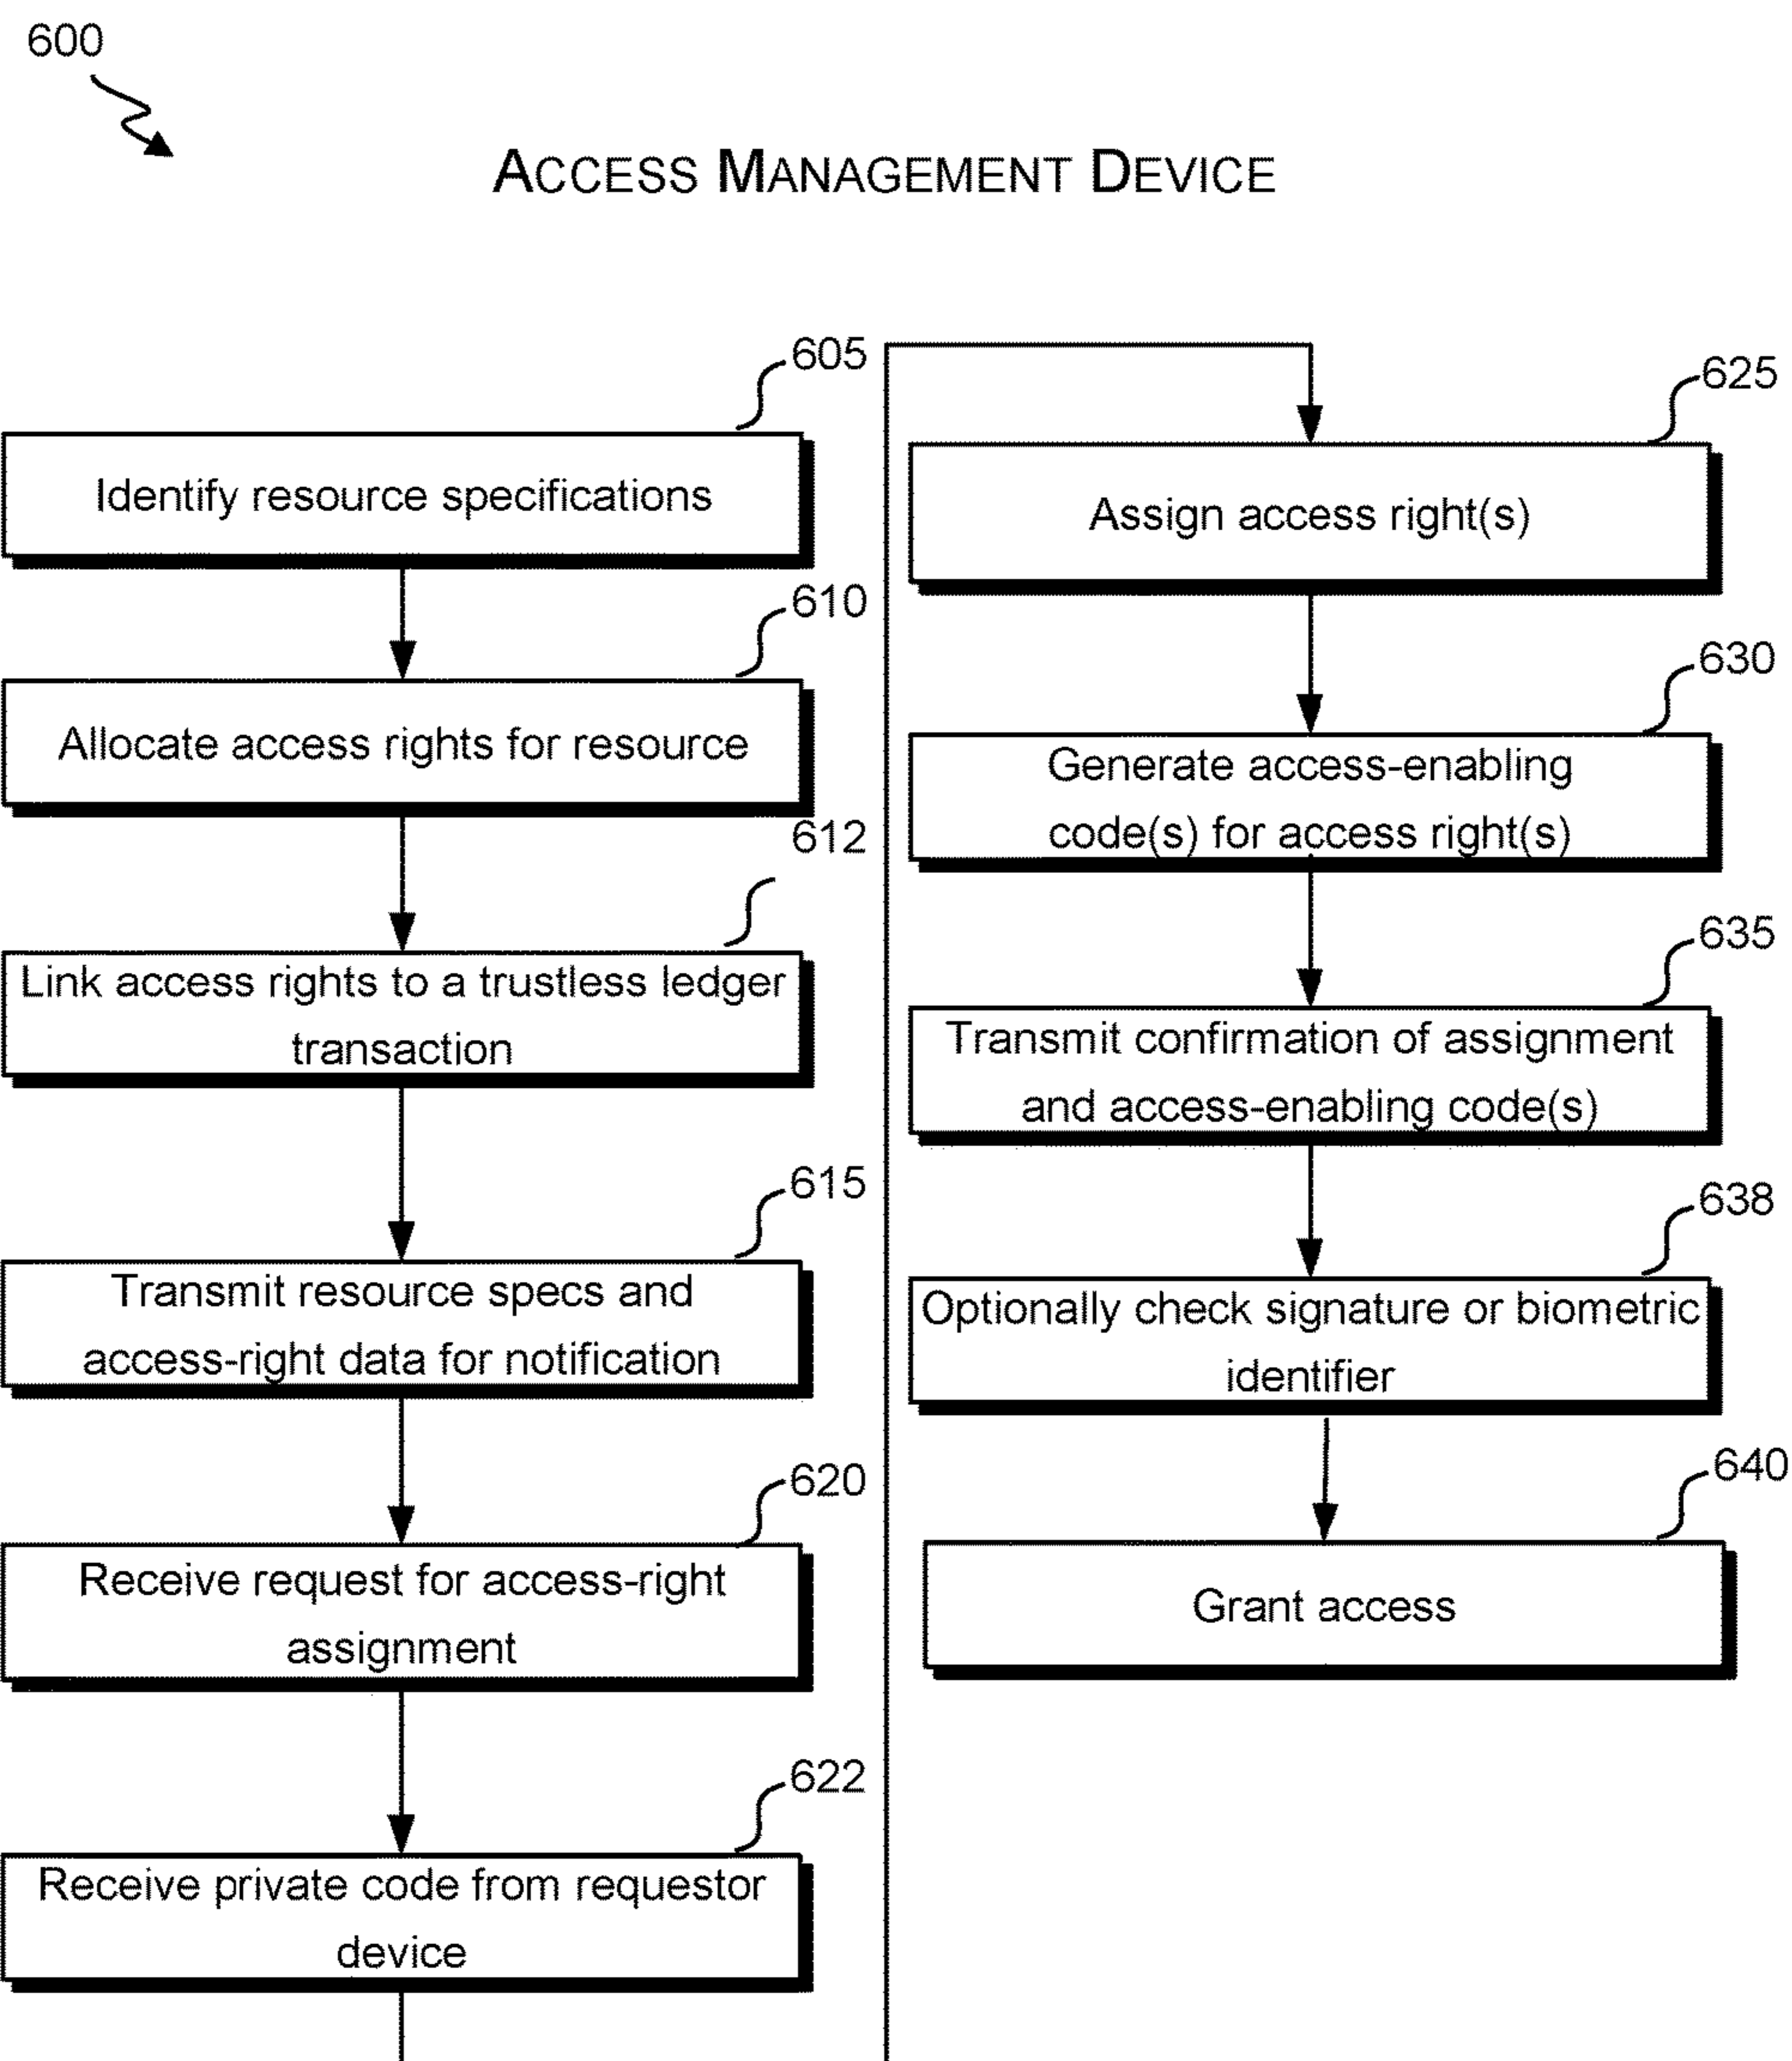 600
ACCESS MANAGEMENT DEVICE
605
Identify resource specifications
610
Allocate access rights for resource
612
Link access rights to a trustless ledger
transaction
615
Transmit resource specs and
access-right data for notification
620
Receive request for access-right
assignment
622
Receive private code from requestor
device
625
Assign access right(s)
630
Generate access-enabling
code(s) for access right(s)
635
Transmit confirmation of assignment
and access-enabling code(s)
638
Optionally check signature or biometric
identifier
640
Grant access